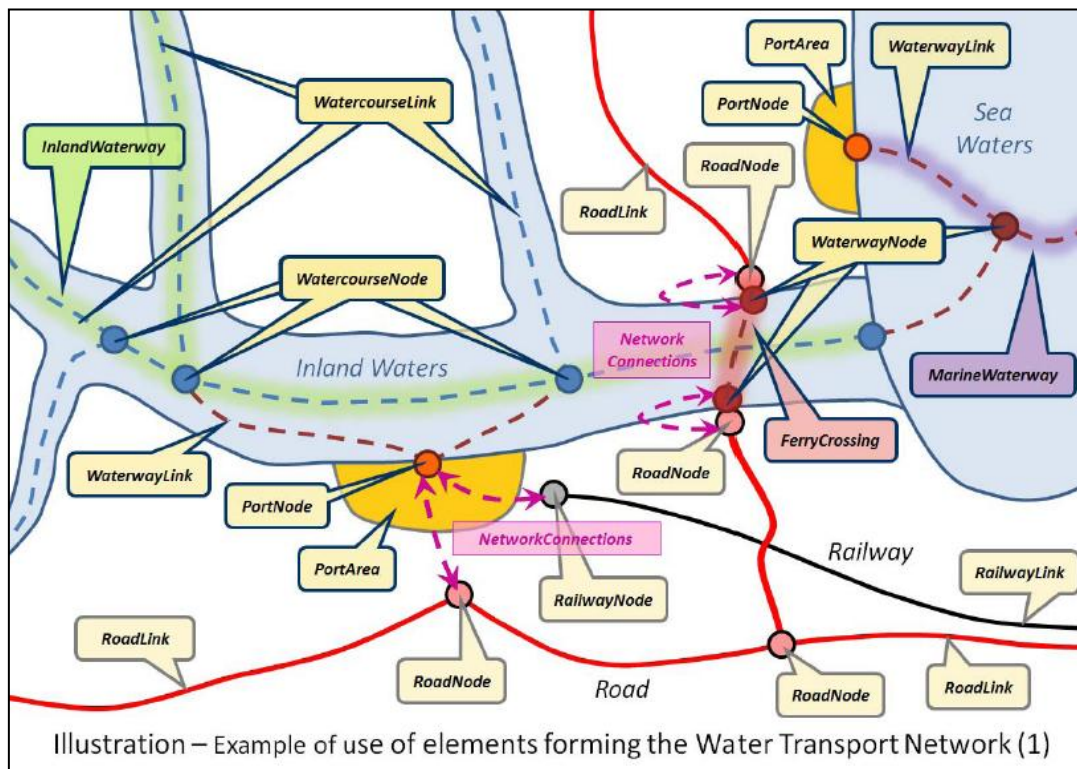 PortArea
WaterwayLink
WatercourseLink
PortNode
Sea
Waters
InlandWaterway
RoadNode
RoadLink
WaterwayNode
WatercourseNode
Network
Connections
Inland Waters
MarineWaterway
FerryCrossing
WaterwayLink
RoadNode
PortNode
NetworkConnections
Railway
PortArea
RailwayLink
RailwayNode
RoadLink
RoadNode
Road
RoadNode
RoadLink
Illustration – Example of use of elements forming the Water Transport Network (1)